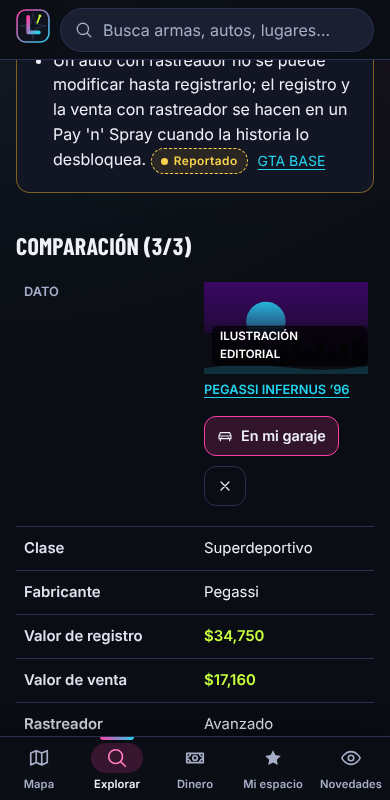 Busca armas, autos, lugares...
Un auto con rastreador no se puede
modificar hasta registrarlo; el registro y
la venta con rastreador se hacen en un
Pay 'n' Spray cuando la historia lo
desbloquea. Reportado GTA BASE
COMPARACIÓN (3/3)
DATO
ILUSTRACIÓN
EDITORIAL
PEGASSI INFERNUS '96
En mi garaje
Clase Superdeportivo
Fabricante Pegassi
Valor de registro $34,750
Valor de venta $17,160
Rastreador Avanzado
Mapa Explorar Dinero Mi espacio Novedades